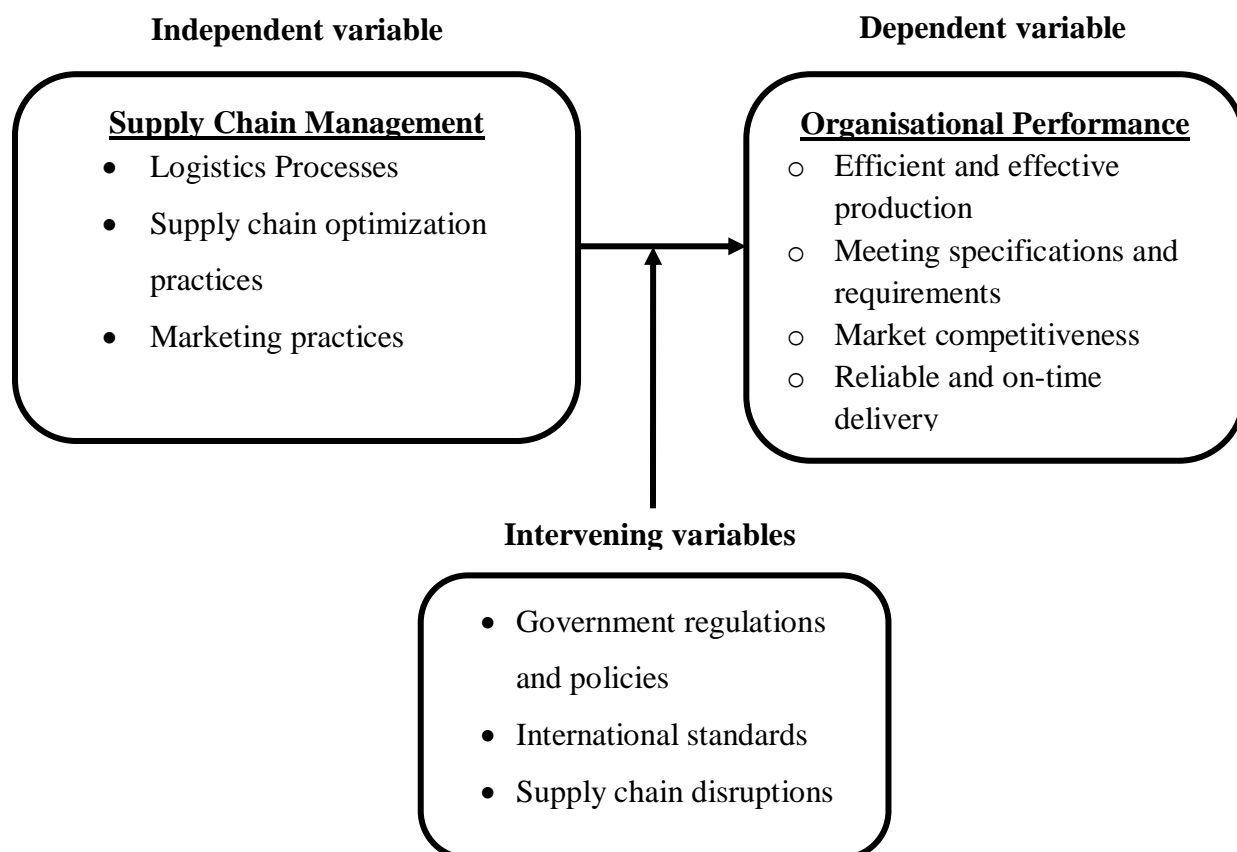 Independent variable
Supply Chain Management
• Logistics Processes
• Supply chain optimization
practices
• Marketing practices
Dependent variable
Organisational Performance
o Efficient and effective
production
o Meeting specifications and
requirements
o Market competitiveness
o Reliable and on-time
delivery
Intervening variables
• Government regulations
and policies
• International standards
• Supply chain disruptions